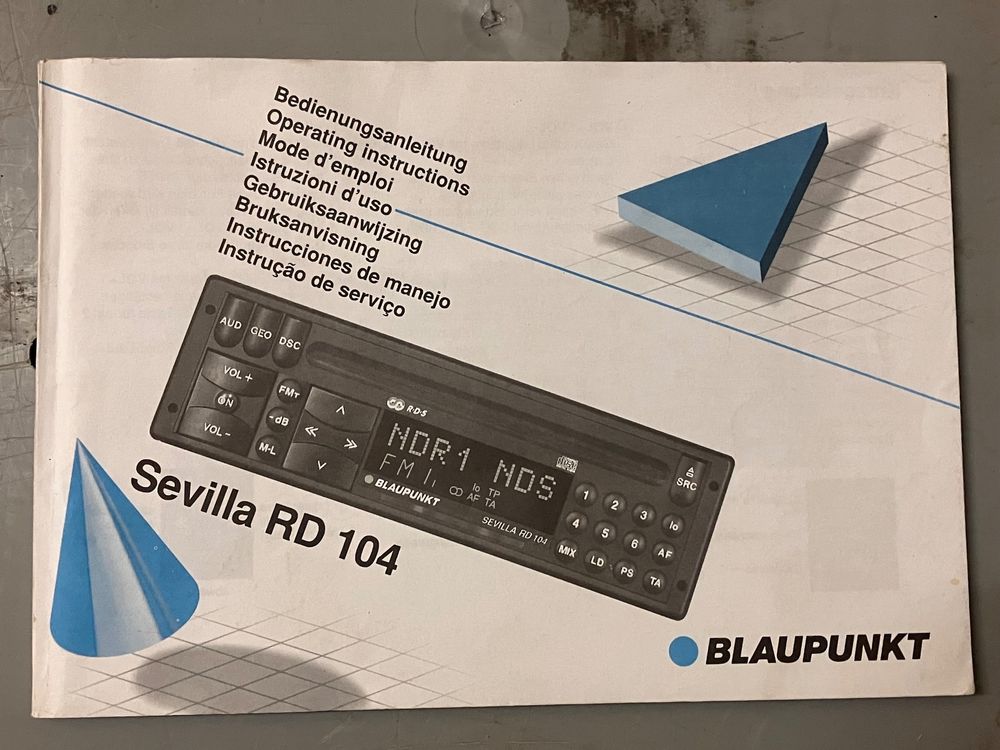 Bedienungsanleitung
Operating instructions
Mode d'emploi
Istruzioni d'uso
Gebruiksaanwijzing
Bruksanvisning
Instrucciones de manejo
Instrução de serviço
AUD GEO DSC
VOL +
ON
VOL -
FMT
-dB
M-L
R·D·S
NDR1 NDS
FM I
lo TP
AF TA
BLAUPUNKT
SEVILLA RD 104
SRC
1 2 3 lo
4 5 6 AF
MIX LD PS TA
Sevilla RD 104
BLAUPUNKT